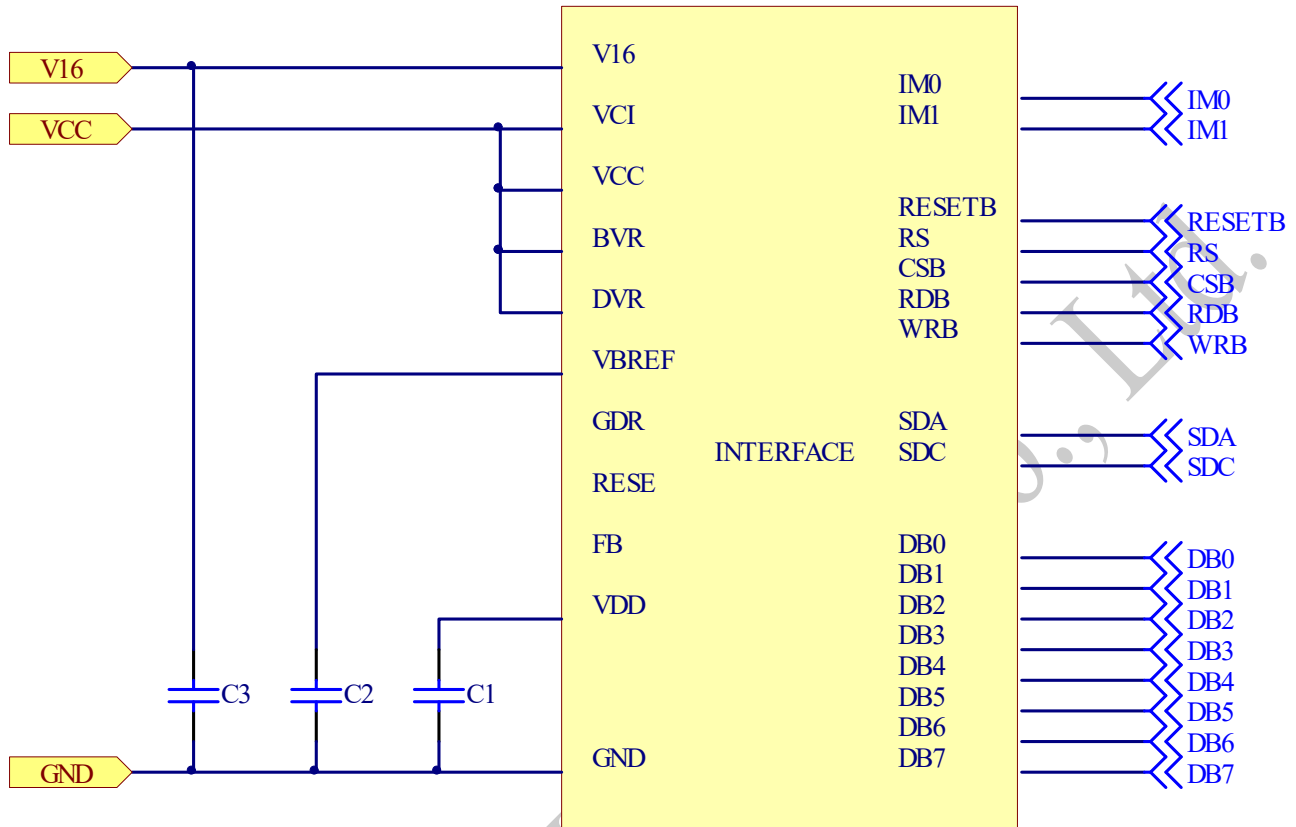 V16
VCC
GND
C3
C2
C1
V16
VCI
VCC
BVR
DVR
VBREF
GDR
RESE
FB
VDD
GND
INTERFACE
IM0
IM1
RESETB
RS
CSB
RDB
WRB
SDA
SDC
DB0
DB1
DB2
DB3
DB4
DB5
DB6
DB7
IM0
IM1
RESETB
RS
CSB
RDB
WRB
SDA
SDC
DB0
DB1
DB2
DB3
DB4
DB5
DB6
DB7
Ltd.